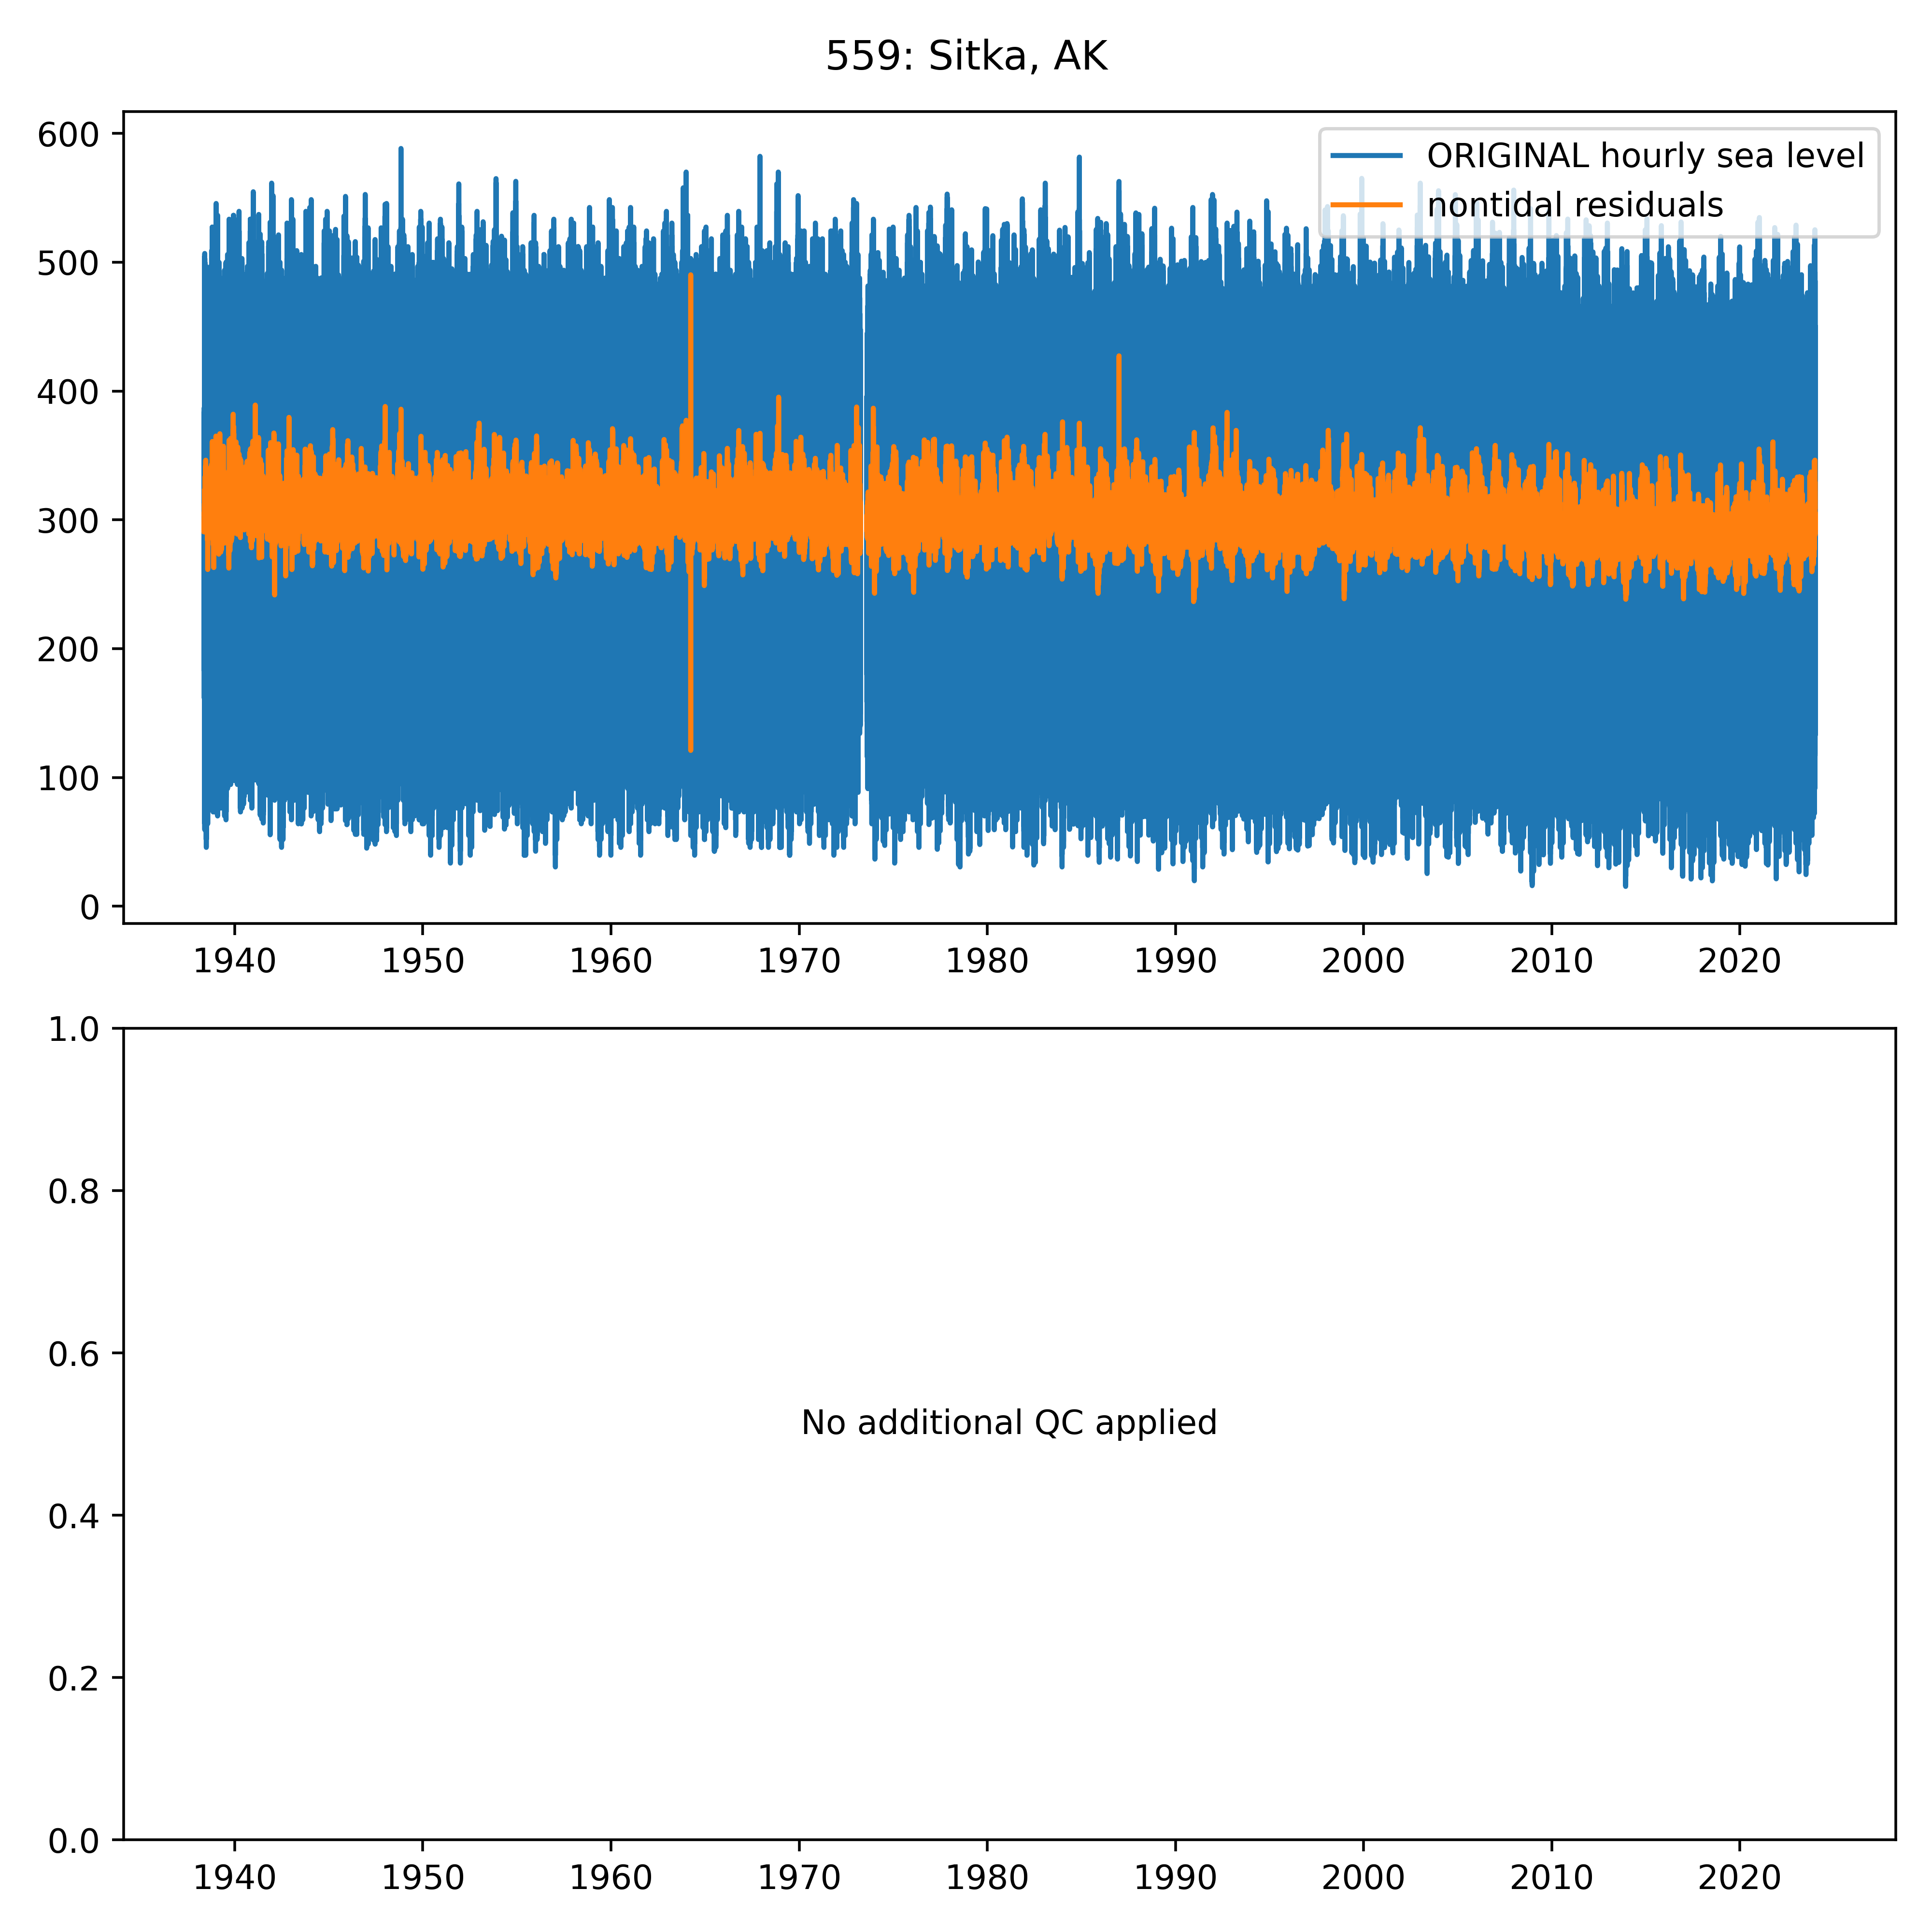 559: Sitka, AK
600
500
400
300
200
100
0
ORIGINAL hourly sea level
nontidal residuals
1940 1950 1960 1970 1980 1990 2000 2010 2020
1.0
0.8
0.6
0.4
0.2
0.0
No additional QC applied
1940 1950 1960 1970 1980 1990 2000 2010 2020